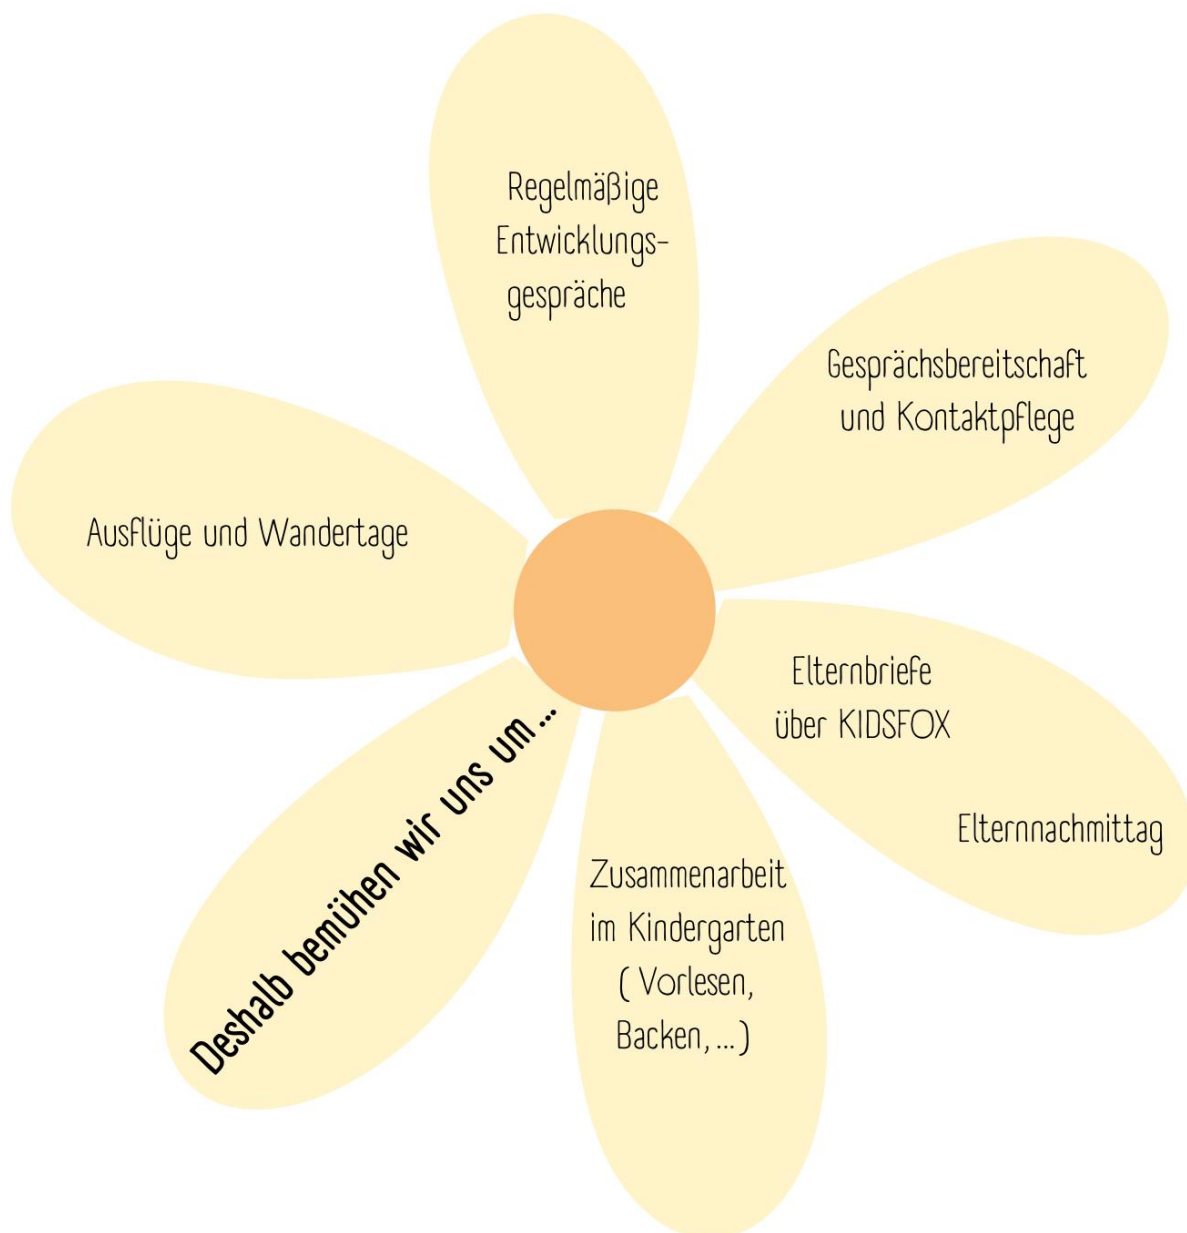 Deshalb bemühen wir uns um ...
Ausflüge und Wandertage
Regelmäßige
Entwicklungs-
gespräche
Gesprächsbereitschaft
und Kontaktpflege
Elternbriefe
über KIDSFOX
Elternnachmittag
Zusammenarbeit
im Kindergarten
( Vorlesen,
Backen, ... )